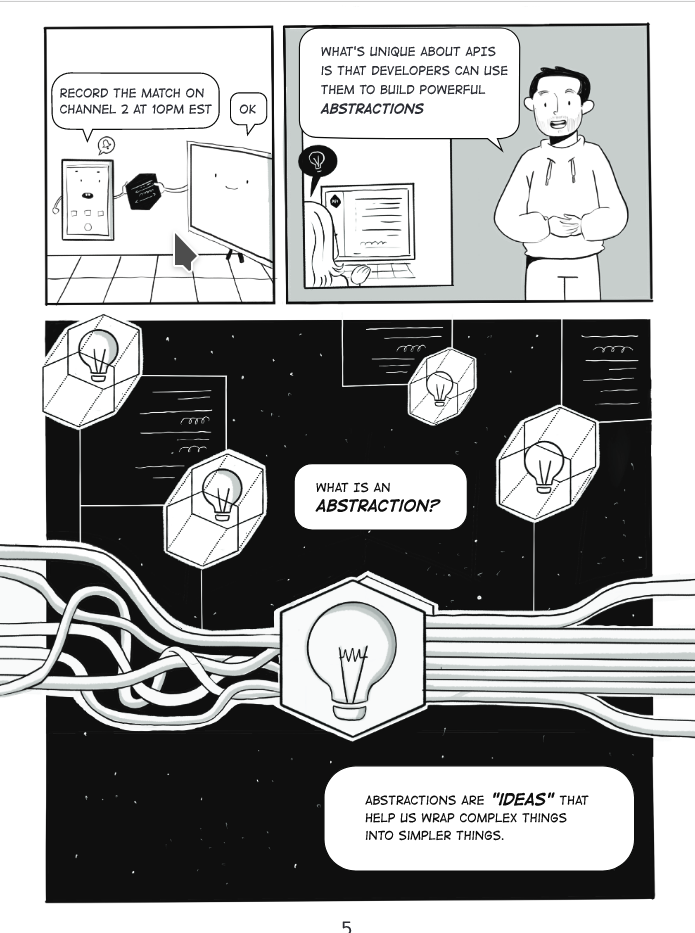 RECORD THE MATCH ON
CHANNEL 2 AT 10PM EST
OK
WHAT'S UNIQUE ABOUT APIS
IS THAT DEVELOPERS CAN USE
THEM TO BUILD POWERFUL
ABSTRACTIONS
WHAT IS AN
ABSTRACTION?
ABSTRACTIONS ARE "IDEAS" THAT
HELP US WRAP COMPLEX THINGS
INTO SIMPLER THINGS.
5